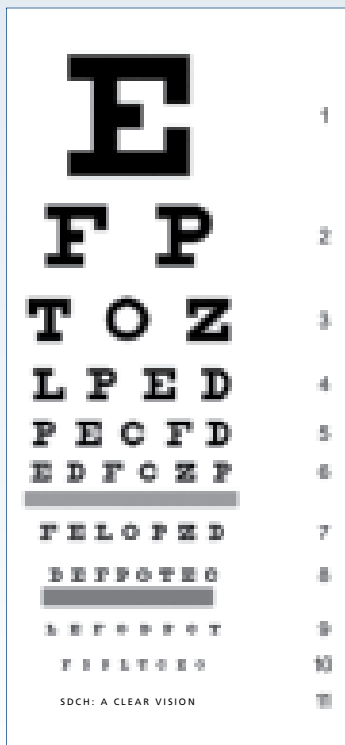 E 1
F P 2
T O Z 3
L P E D 4
P E C F D 5
E D F C Z P 6
F E L O P Z D 7
D E F P O T E C 8
9
10
SDCH: A CLEAR VISION 11